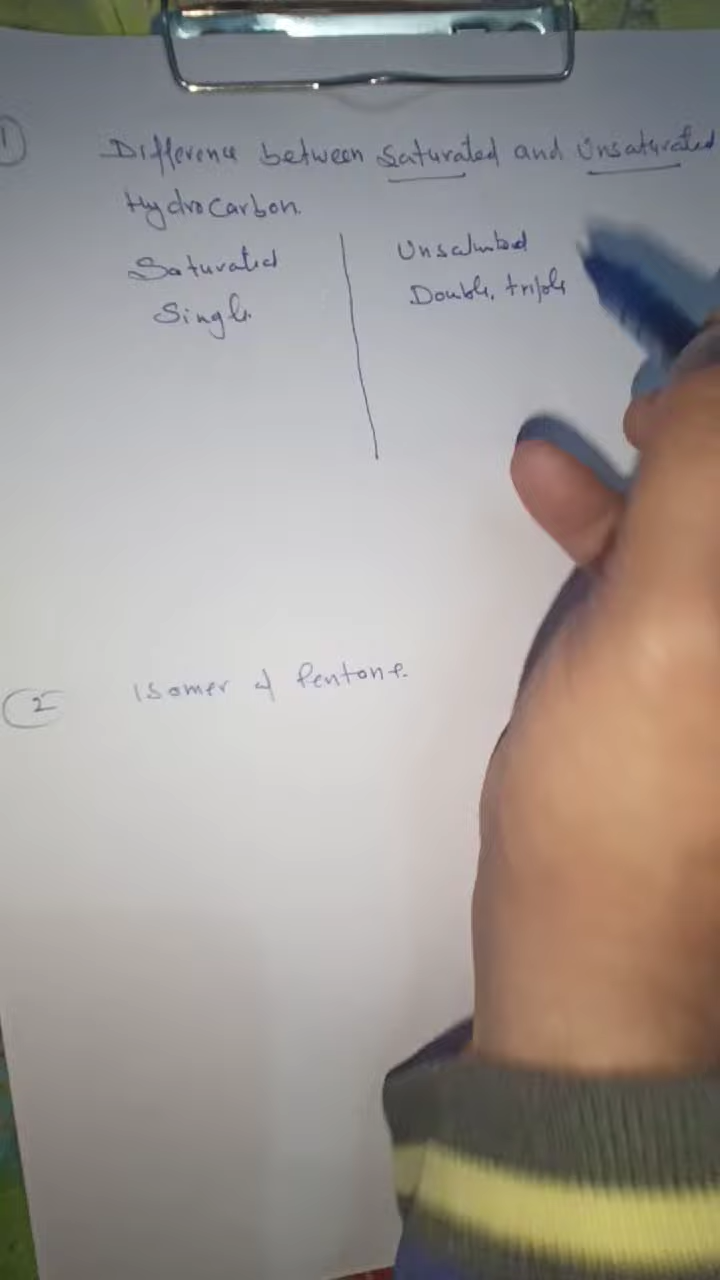 1
Difference between Saturated and Unsaturated
Hydrocarbon.
Saturated
Unsaturated
Single
Double, triple
2 Isomer of Pentane.